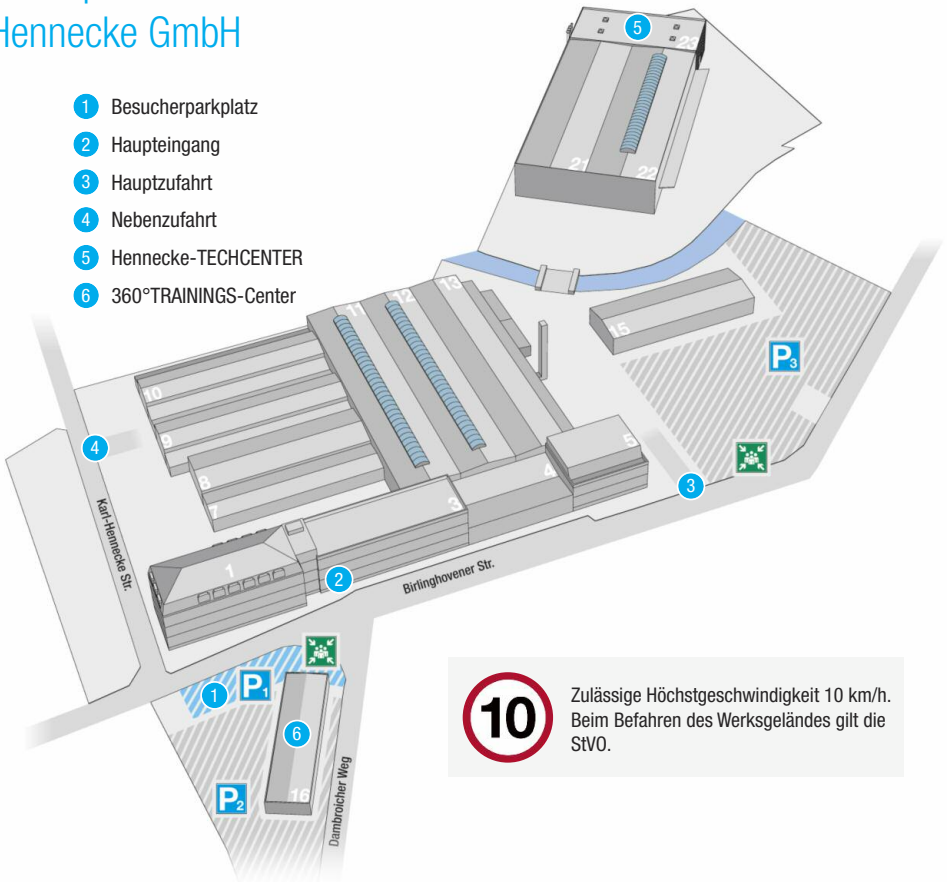 Hennecke GmbH
1 Besucherparkplatz
2 Haupteingang
3 Hauptzufahrt
4 Nebenzufahrt
5 Hennecke-TECHCENTER
6 360°TRAININGS-Center
5
23
21
22
11
12
13
15
P3
10
9
8
7
4
3
4
5
3
1
2
Karl-Hennecke Str.
Birlinghovener Str.
1
P1
6
P2
16
Dambroicher Weg
10
Zulässige Höchstgeschwindigkeit 10 km/h.
Beim Befahren des Werksgeländes gilt die
StVO.